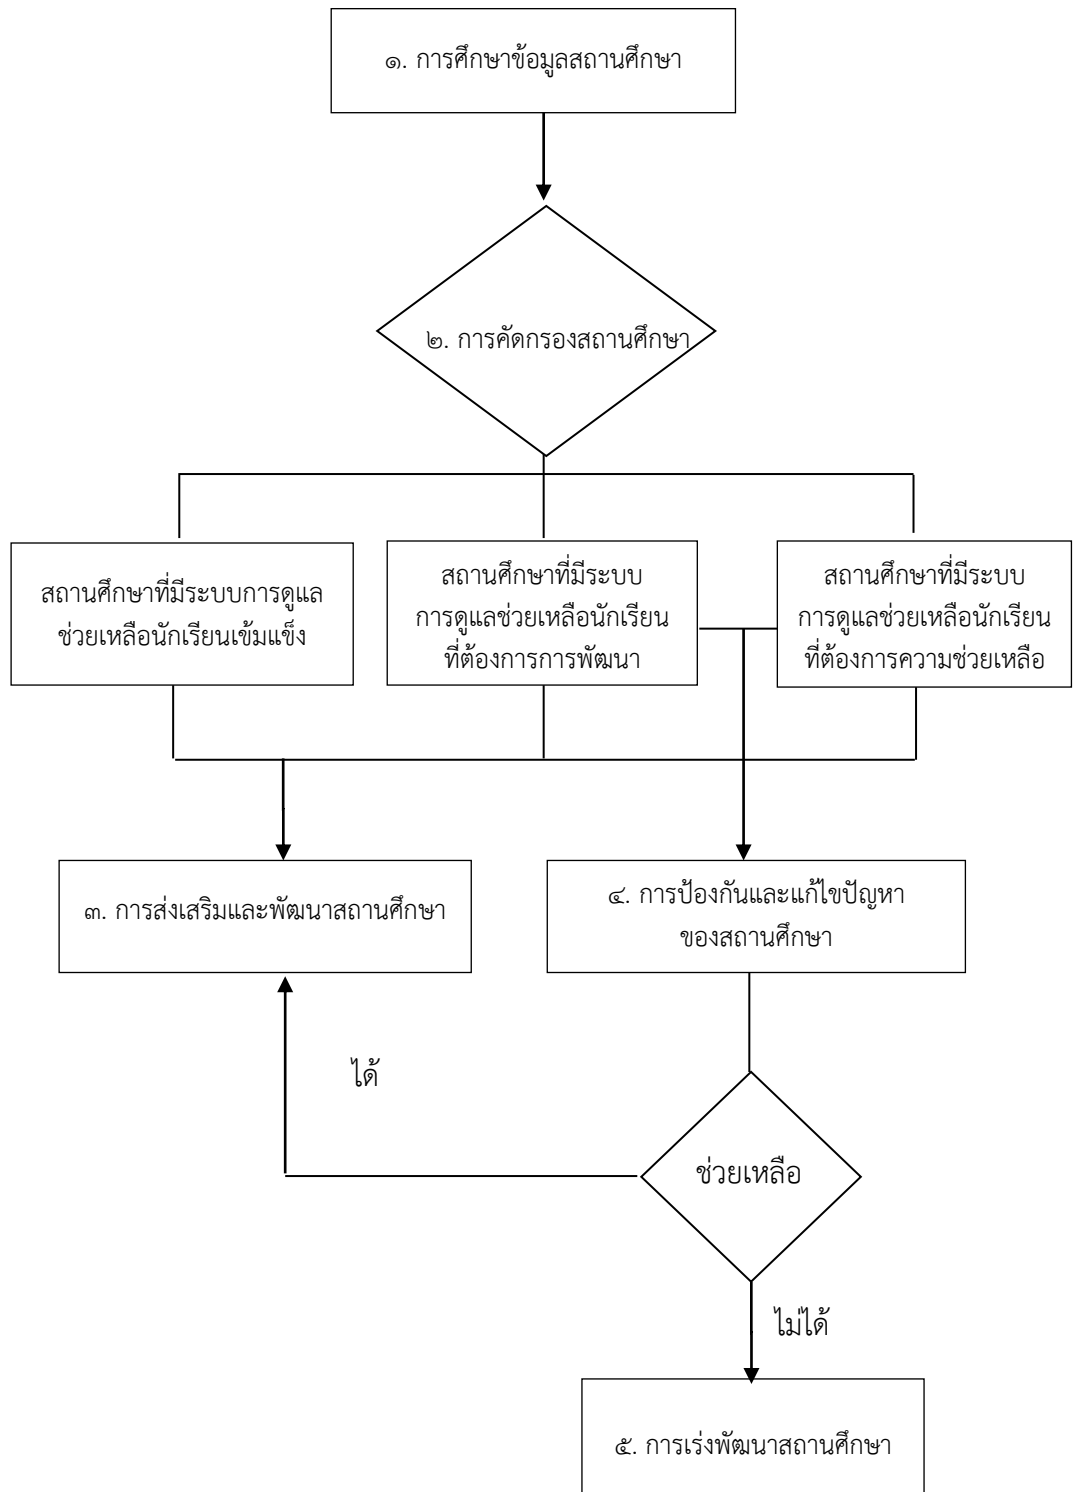 ๑. การศึกษาข้อมูลสถานศึกษา
๒. การคัดกรองสถานศึกษา
สถานศึกษาที่มีระบบการดูแล
ช่วยเหลือนักเรียนเข้มแข็ง
สถานศึกษาที่มีระบบ
การดูแลช่วยเหลือนักเรียน
ที่ต้องการการพัฒนา
สถานศึกษาที่มีระบบ
การดูแลช่วยเหลือนักเรียน
ที่ต้องการความช่วยเหลือ
๓. การส่งเสริมและพัฒนาสถานศึกษา
๔. การป้องกันและแก้ไขปัญหา
ของสถานศึกษา
ได้
ช่วยเหลือ
ไม่ได้
๕. การเร่งพัฒนาสถานศึกษา